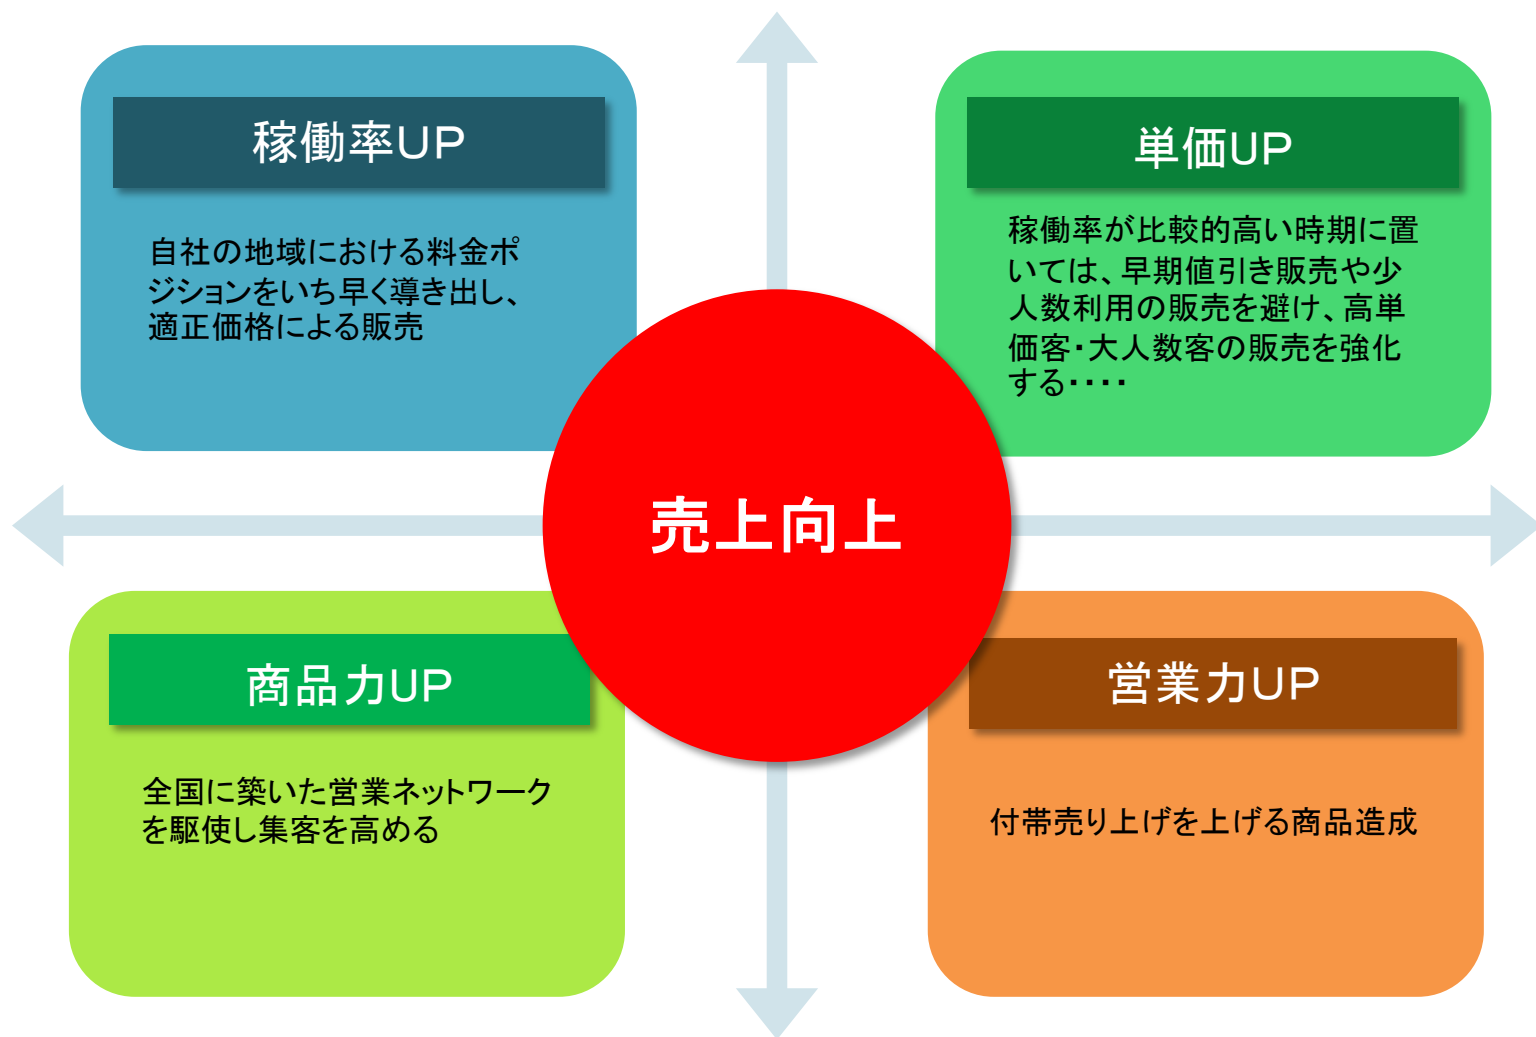 稼働率UP
自社の地域における料金ポ
ジションをいち早く導き出し、
適正価格による販売
単価UP
稼働率が比較的高い時期に置
いては、早期値引き販売や少
人数利用の販売を避け、高単
価客・大人数客の販売を強化
する・・・・
売上向上
商品力UP
全国に築いた営業ネットワーク
を駆使し集客を高める
営業力UP
付帯売り上げを上げる商品造成